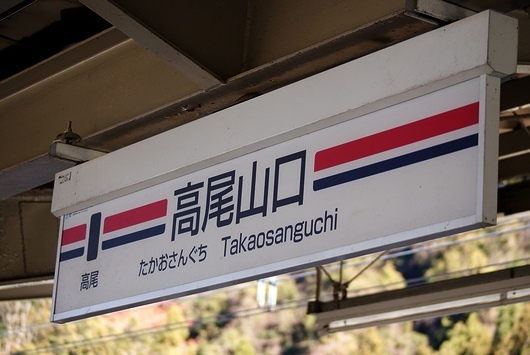 高尾山口
たかおさんぐち Takaosanguchi
高尾